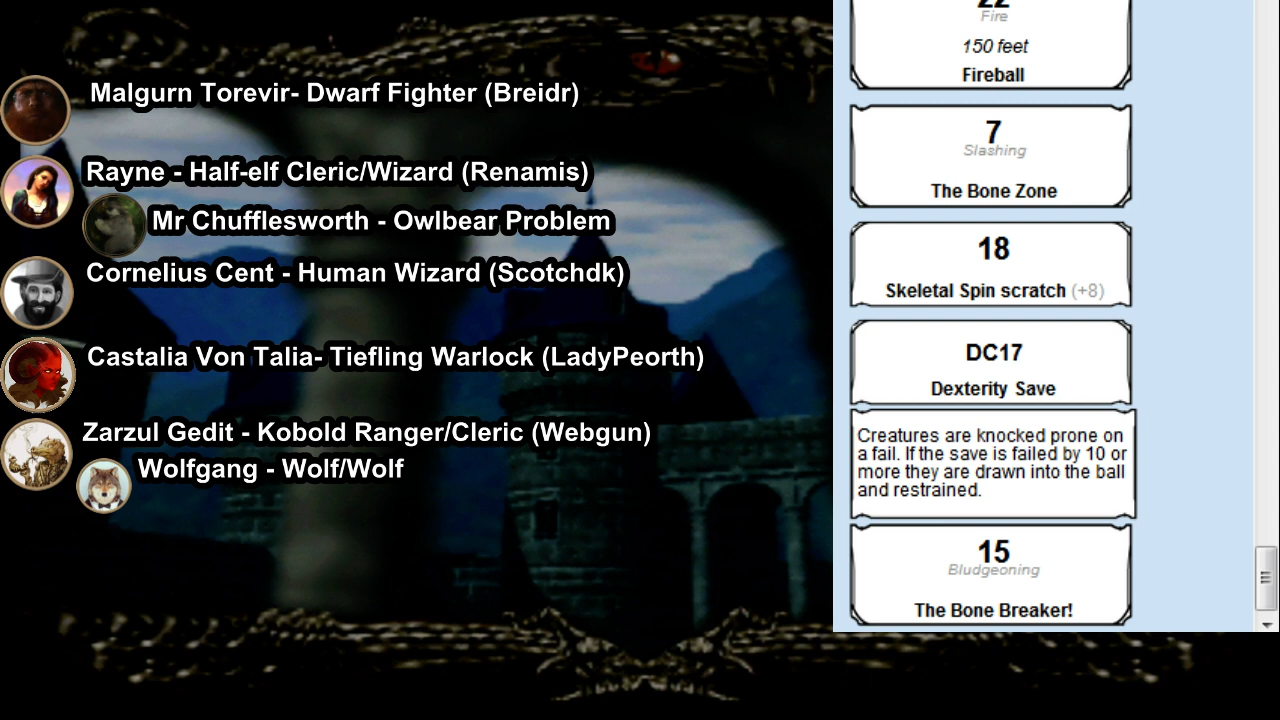 Malgurn Torevir- Dwarf Fighter (Breidr)
Rayne - Half-elf Cleric/Wizard (Renamis)
Mr Chufflesworth - Owlbear Problem
Cornelius Cent - Human Wizard (Scotchdk)
Castalia Von Talia- Tiefling Warlock (LadyPeorth)
Zarzul Gedit - Kobold Ranger/Cleric (Webgun)
Wolfgang - Wolf/Wolf
22
Fire
150 feet
Fireball
7
Slashing
The Bone Zone
18
Skeletal Spin scratch (+8)
DC17
Dexterity Save
Creatures are knocked prone on
a fail. If the save is failed by 10 or
more they are drawn into the ball
and restrained.
15
Bludgeoning
The Bone Breaker!